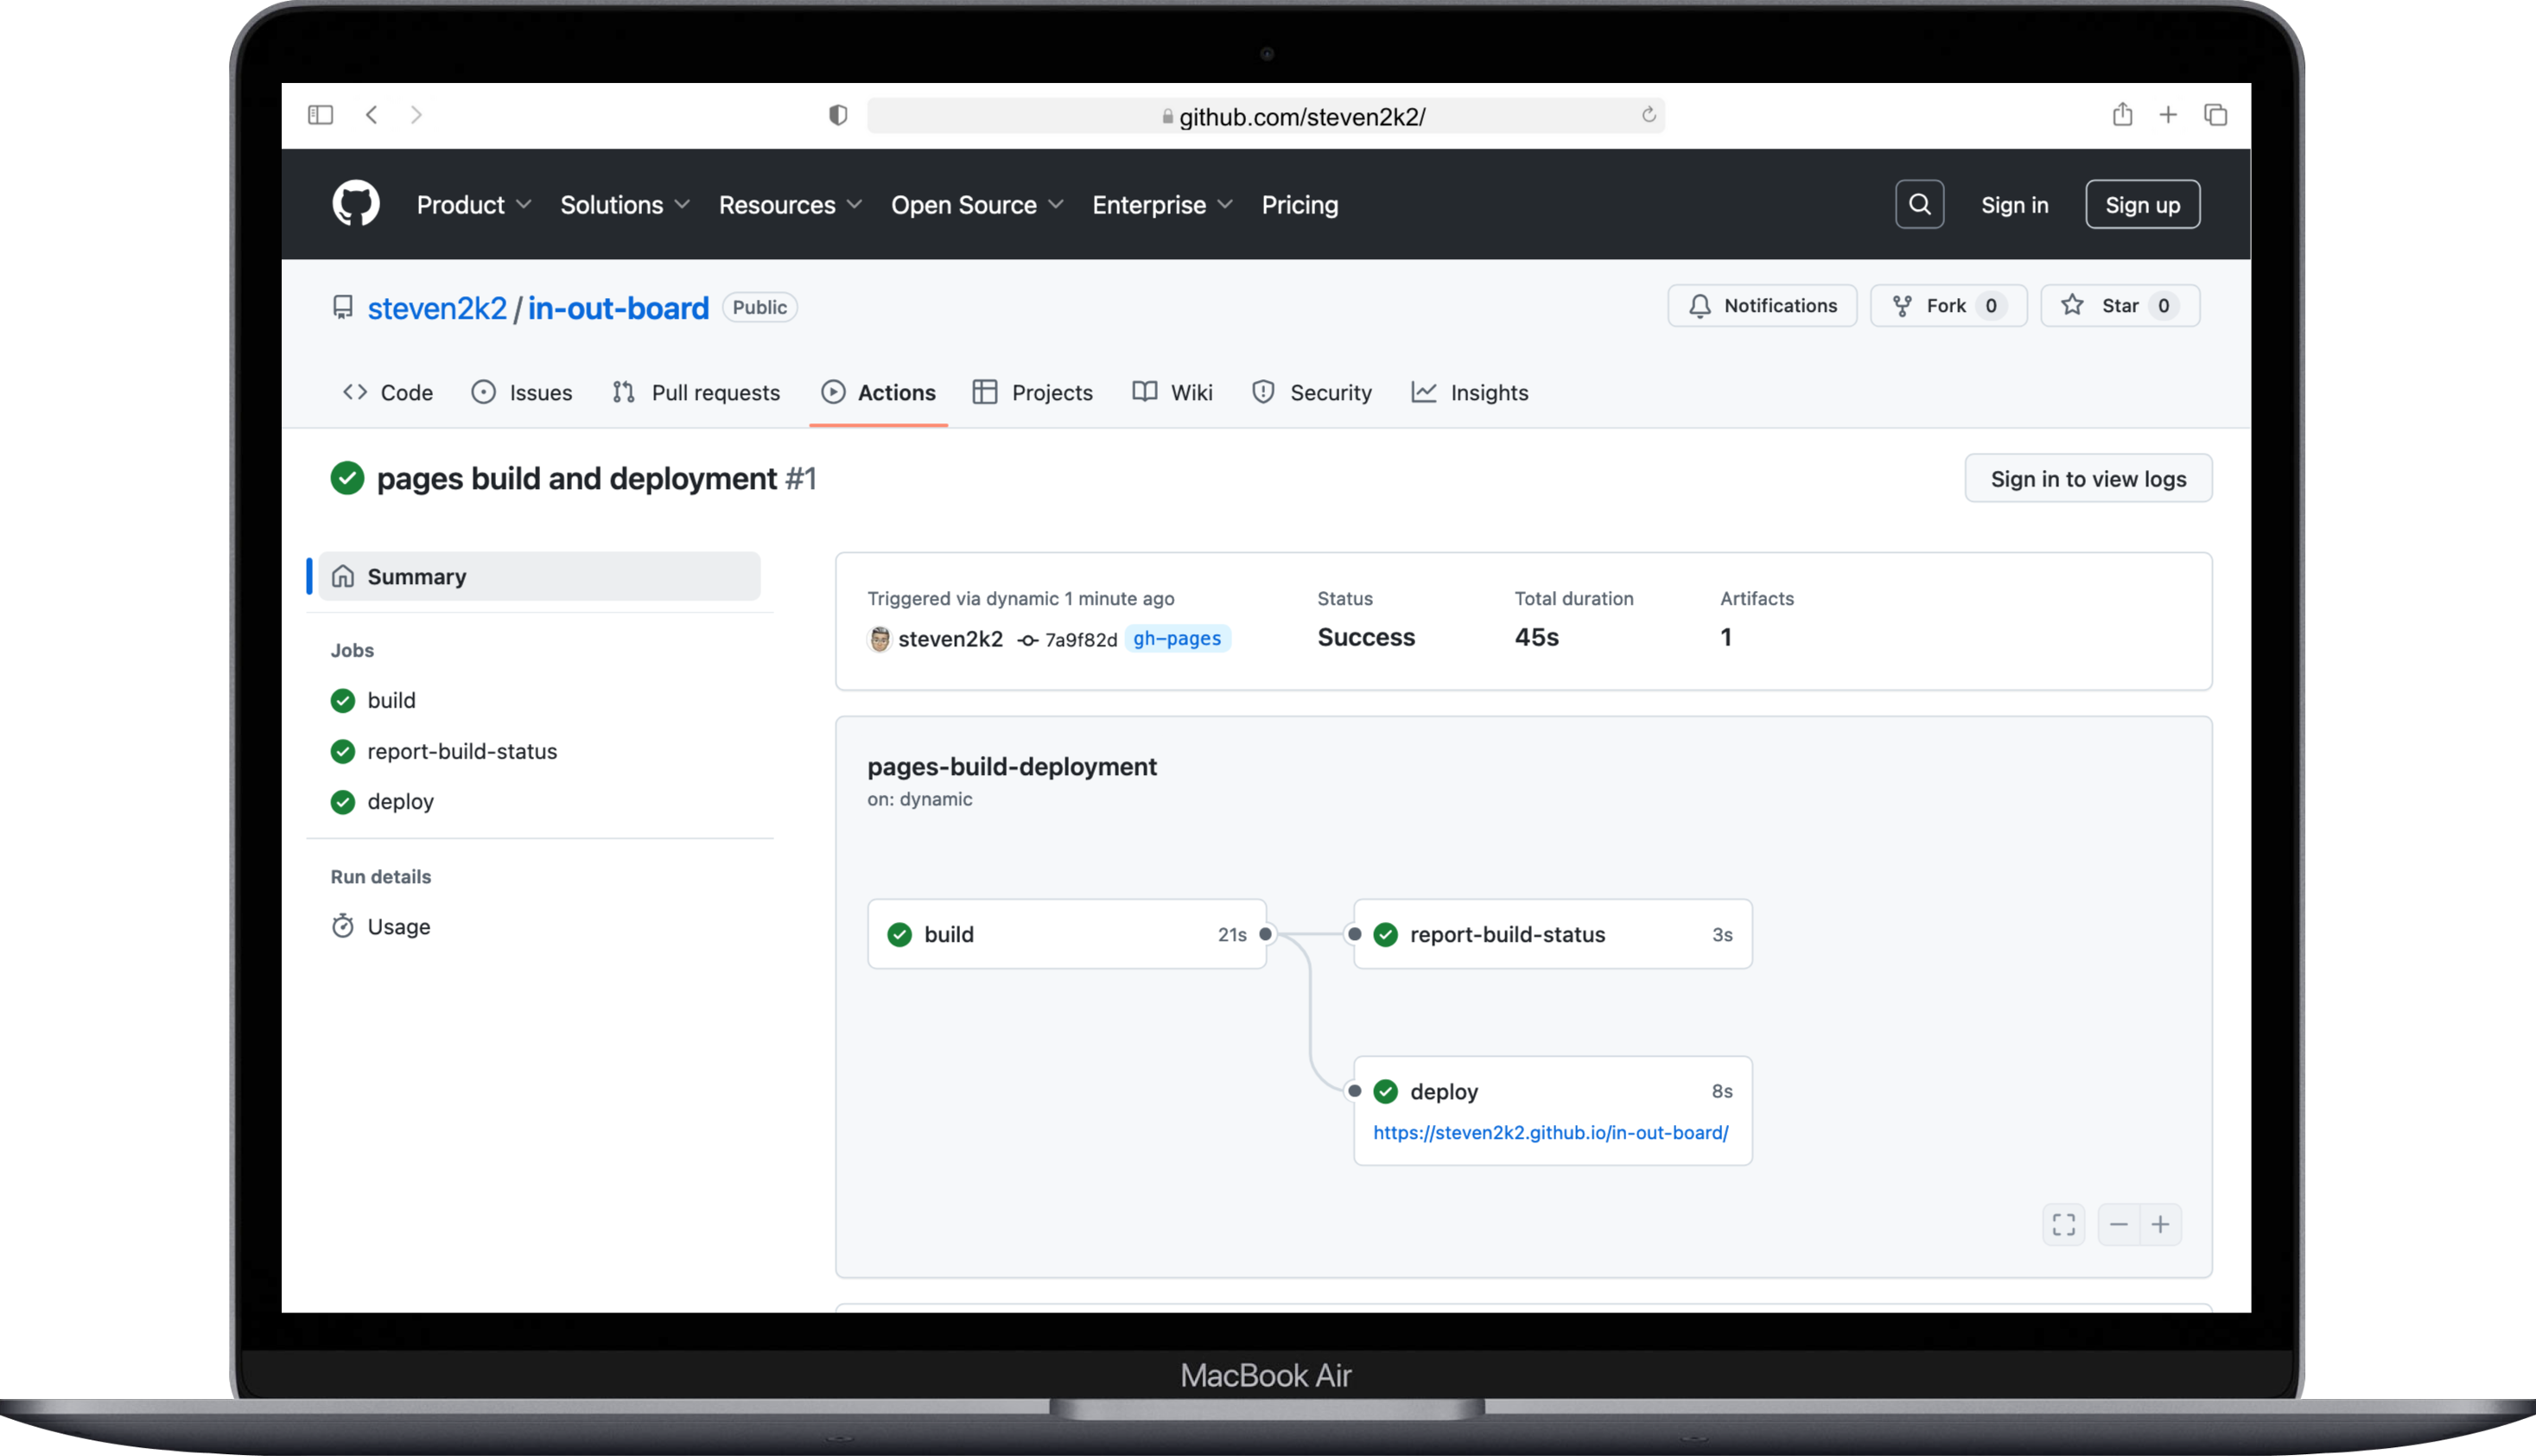 github.com/steven2k2/
Product Solutions Resources Open Source Enterprise Pricing Sign in Sign up
steven2k2 / in-out-board Public Notifications Fork 0 Star 0
Code Issues Pull requests Actions Projects Wiki Security Insights
pages build and deployment #1 Sign in to view logs
Summary
Jobs
build
report-build-status
deploy
Run details
Usage
Triggered via dynamic 1 minute ago Status Total duration Artifacts
steven2k2 7a9f82d gh-pages Success 45s 1
pages-build-deployment
on: dynamic
build 21s report-build-status 3s
deploy 8s
https://steven2k2.github.io/in-out-board/
MacBook Air